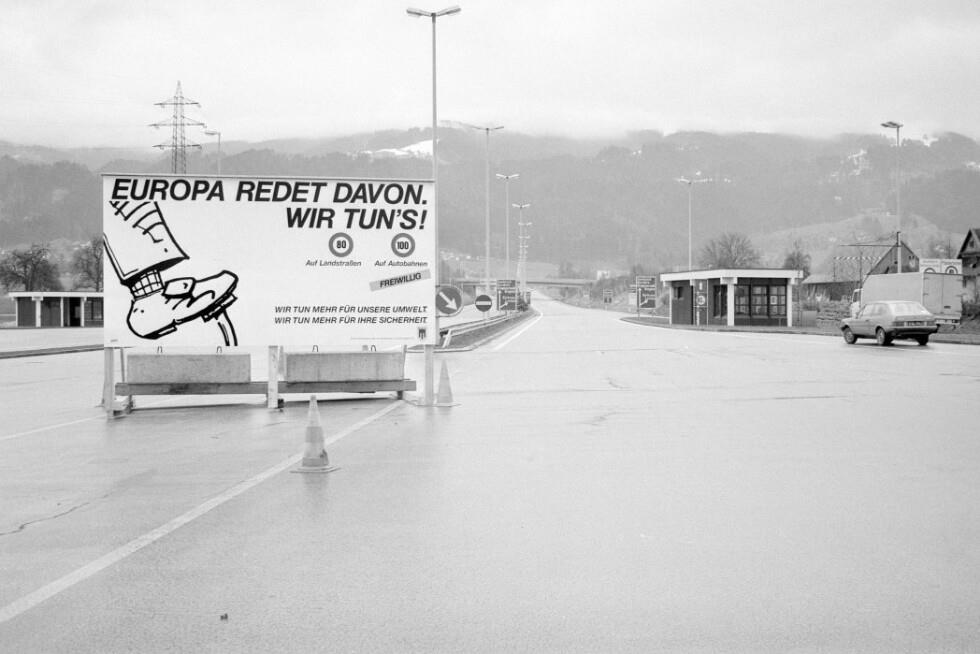 EUROPA REDET DAVON.
WIR TUN'S!
80 100
Auf Landstraßen Auf Autobahnen
FREIWILLIG
WIR TUN MEHR FÜR UNSERE UMWELT.
WIR TUN MEHR FÜR IHRE SICHERHEIT.